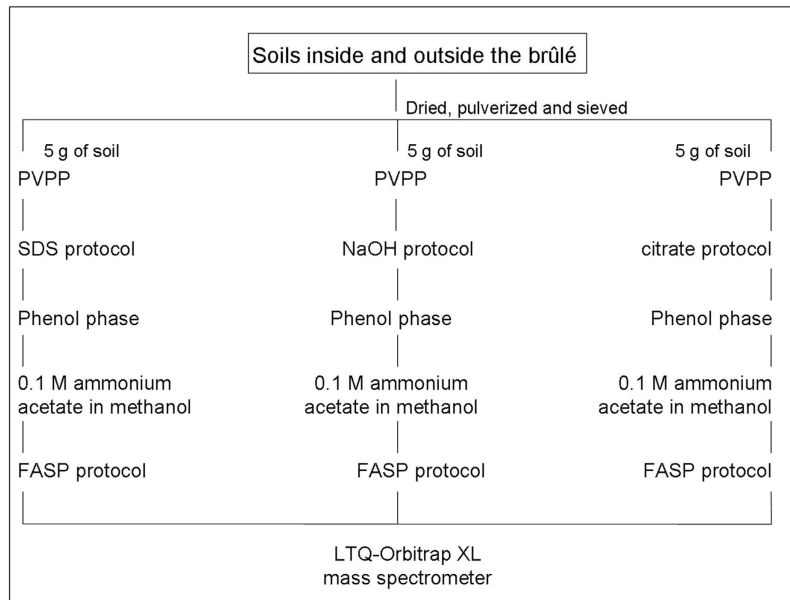 Soils inside and outside the brûlé
Dried, pulverized and sieved
5 g of soil
5 g of soil
5 g of soil
PVPP
PVPP
PVPP
SDS protocol
NaOH protocol
citrate protocol
Phenol phase
Phenol phase
Phenol phase
0.1 M ammonium
acetate in methanol
0.1 M ammonium
acetate in methanol
0.1 M ammonium
acetate in methanol
FASP protocol
FASP protocol
FASP protocol
LTQ-Orbitrap XL
mass spectrometer